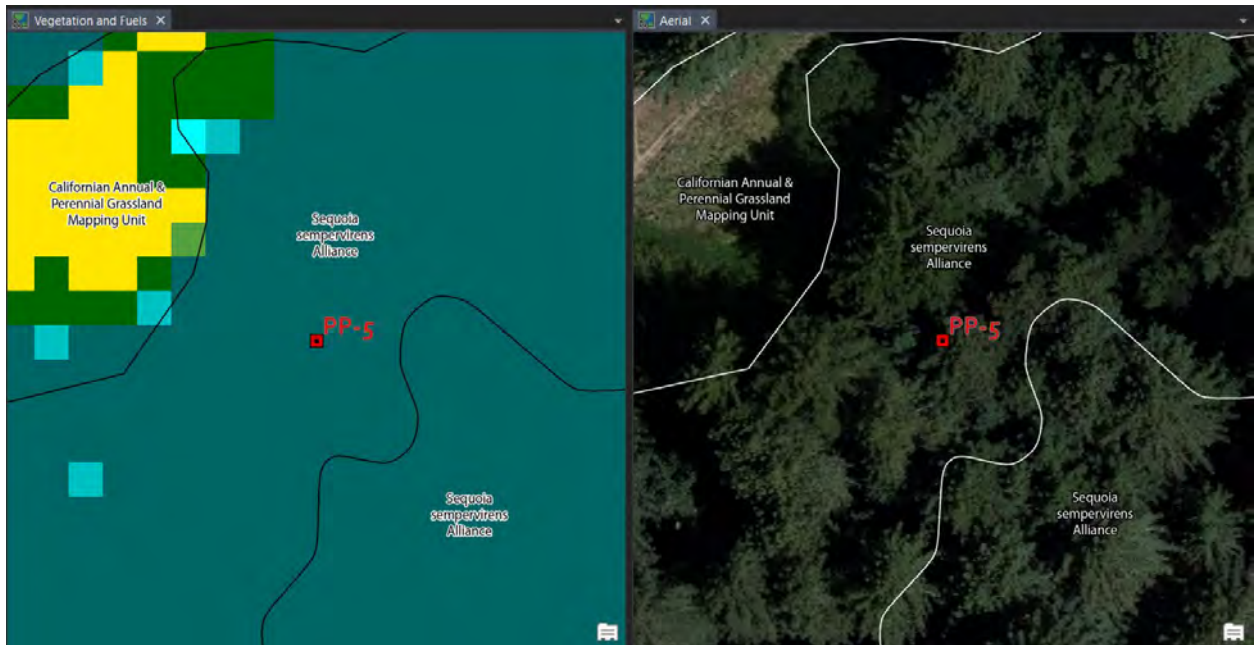 Vegetation and Fuels
Californian Annual &
Perennial Grassland
Mapping Unit
Sequoia
sempervirens
Alliance
PP-5
Sequoia
sempervirens
Alliance
Aerial
Californian Annual &
Perennial Grassland
Mapping Unit
Sequoia
sempervirens
Alliance
PP-5
Sequoia
sempervirens
Alliance